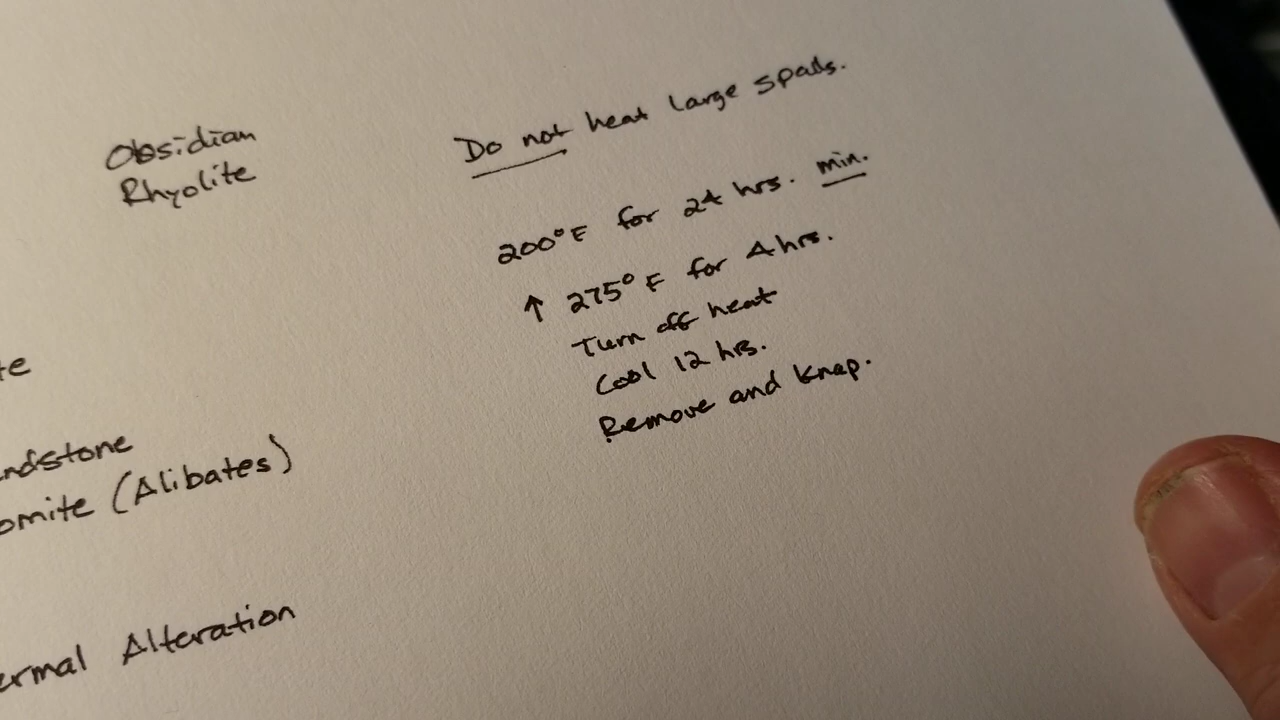 Obsidian
Rhyolite
te
ndstone
omite (Alibates)
ermal Alteration
Do not heat large spalls.
200°F for 24 hrs. min.
↑ 275° F for 4 hrs.
Turn off heat
Cool 12 hrs.
Remove and knap.